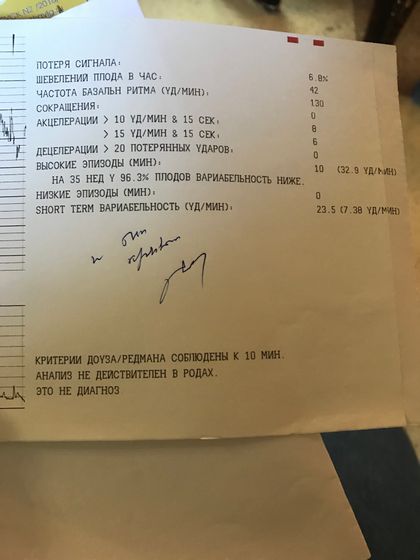 ПОТЕРЯ СИГНАЛА: 6.8%
ШЕВЕЛЕНИЙ ПЛОДА В ЧАС: 42
ЧАСТОТА БАЗАЛЬН РИТМА (УД/МИН): 130
СОКРАЩЕНИЯ: 0
АКЦЕЛЕРАЦИИ > 10 УД/МИН & 15 СЕК: 8
> 15 УД/МИН & 15 СЕК: 6
ДЕЦЕЛЕРАЦИИ > 20 ПОТЕРЯННЫХ УДАРОВ: 0
ВЫСОКИЕ ЭПИЗОДЫ (МИН): 10 (32.9 УД/МИН)
НА 35 НЕД У 96.3% ПЛОДОВ ВАРИАБЕЛЬНОСТЬ НИЖЕ.
НИЗКИЕ ЭПИЗОДЫ (МИН): 0
SHORT TERM ВАРИАБЕЛЬНОСТЬ (УД/МИН): 23.5 (7.38 УД/МИН)
КРИТЕРИИ ДОУЗА/РЕДМАНА СОБЛЮДЕНЫ К 10 МИН.
АНАЛИЗ НЕ ДЕЙСТВИТЕЛЕН В РОДАХ.
ЭТО НЕ ДИАГНОЗ